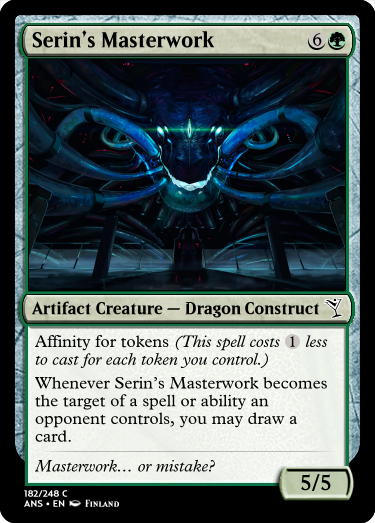 Serin's Masterwork 6
Artifact Creature — Dragon Construct
Affinity for tokens (This spell costs 1 less
to cast for each token you control.)
Whenever Serin's Masterwork becomes
the target of a spell or ability an
opponent controls, you may draw a
card.
Masterwork… or mistake?
5/5
182/248 C
ANS • EN Finland